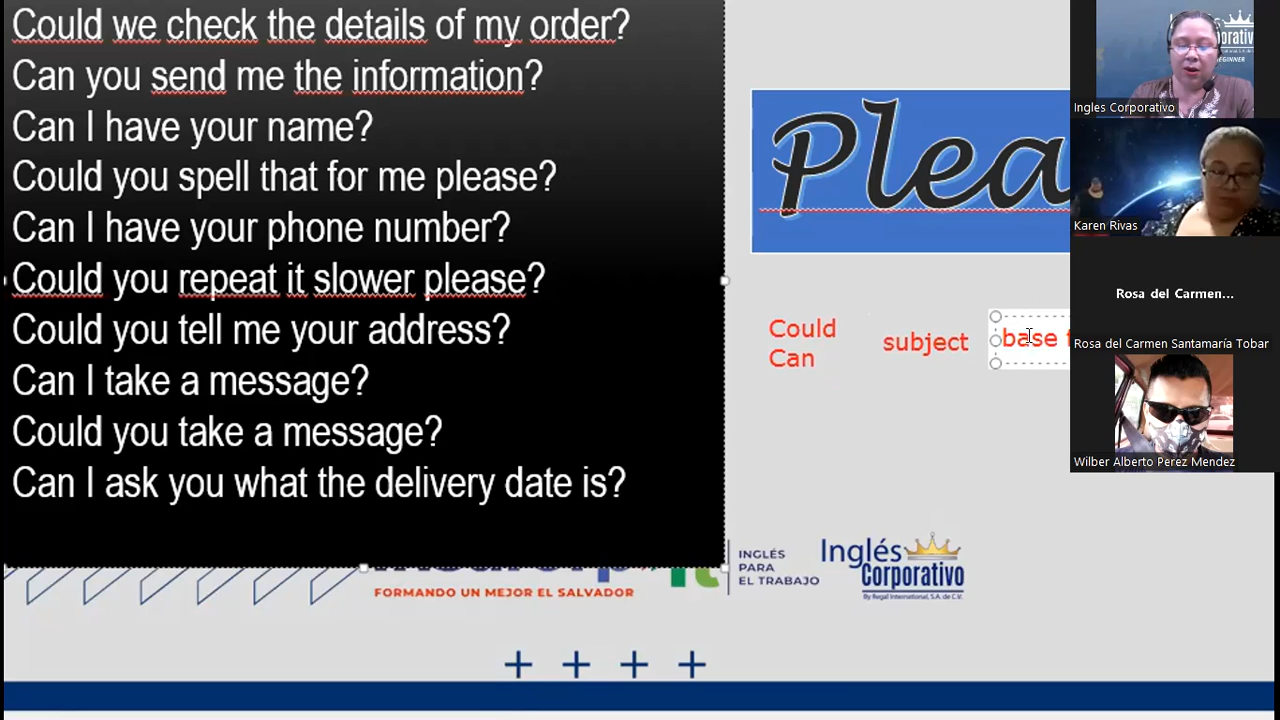 Could we check the details of my order?
Can you send me the information?
Can I have your name?
Could you spell that for me please?
Can I have your phone number?
Could you repeat it slower please?
Could you tell me your address?
Can I take a message?
Could you take a message?
Can I ask you what the delivery date is?
Plea
Could
Can
subject
base f
INGLÉS
PARA
EL TRABAJO
Inglés
Corporativo
By Regal International, S.A. de C.V.
FORMANDO UN MEJOR EL SALVADOR
Ingles Corporativo
Karen Rivas
Rosa del Carmen...
Rosa del Carmen Santamaría Tobar
Wilber Alberto Perez Mendez